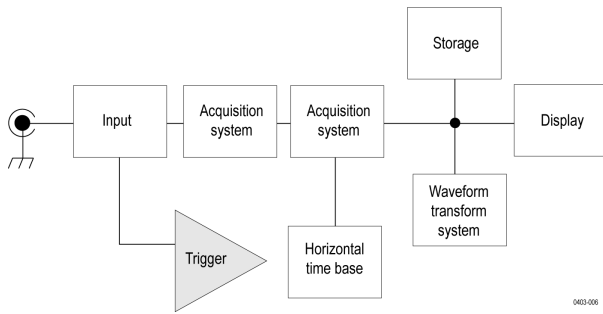 Storage
Input
Acquisition
system
Acquisition
system
Display
Waveform
transform
system
Trigger
Horizontal
time base
0403-006